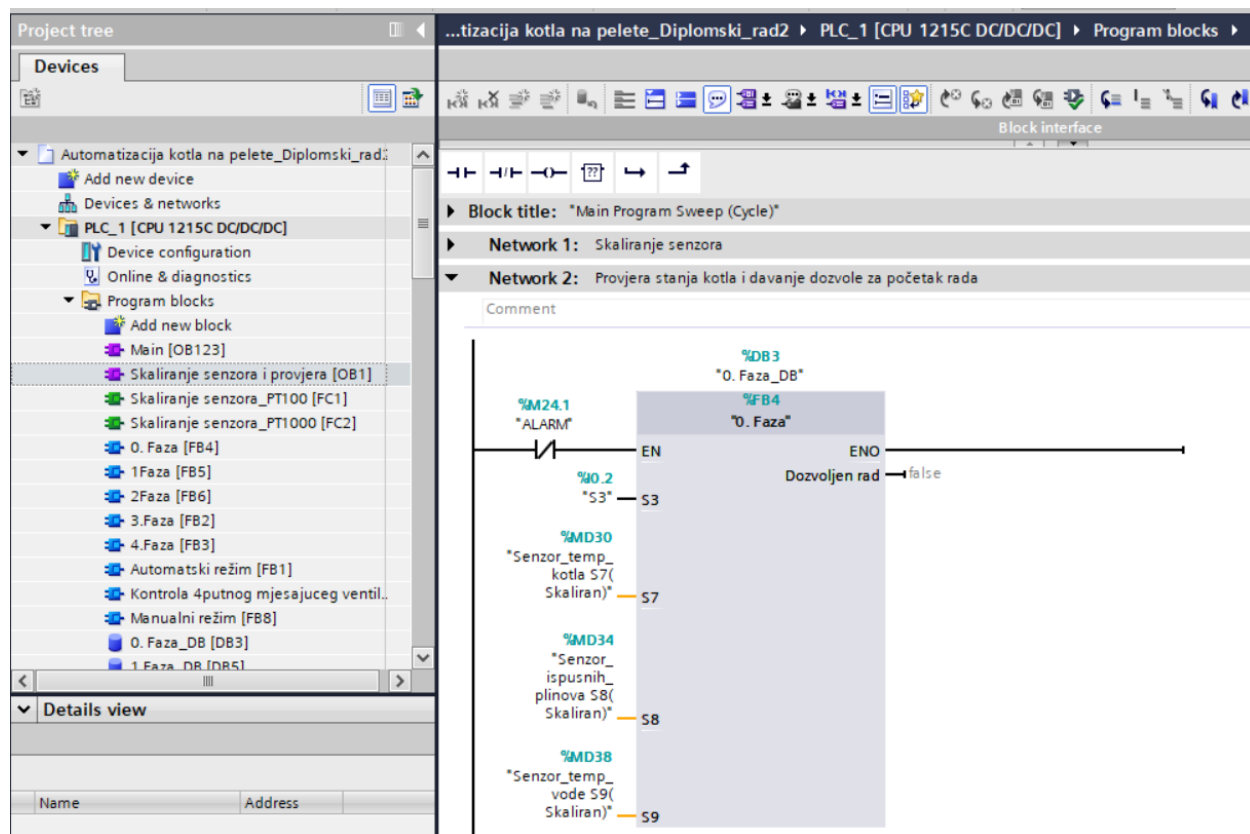 Project tree
Devices
Automatizacija kotla na pelete_Diplomski_rad2
Add new device
Devices & networks
PLC_1 [CPU 1215C DC/DC/DC]
Device configuration
Online & diagnostics
Program blocks
Add new block
Main [OB123]
Skaliranje senzora i provjera [OB1]
Skaliranje senzora_PT100 [FC1]
Skaliranje senzora_PT1000 [FC2]
0. Faza [FB4]
1Faza [FB5]
2Faza [FB6]
3.Faza [FB2]
4.Faza [FB3]
Automatski režim [FB1]
Kontrola 4putnog mjesajuceg ventil..
Manualni režim [FB8]
0. Faza_DB [DB3]
1.Faza_DB [DB5]
Details view
Name Address
...tizacija kotla na pelete_Diplomski_rad2 PLC_1 [CPU 1215C DC/DC/DC] Program blocks
Block interface
??
Block title: "Main Program Sweep (Cycle)"
Network 1: Skaliranje senzora
Network 2: Provjera stanja kotla i davanje dozvole za početak rada
Comment
%DB3
"0. Faza_DB"
%FB4
"0. Faza"
%M24.1
"ALARM"
EN ENO
Dozvoljen rad false
%I0.2
"S3" S3
%MD30
"Senzor_temp_
kotla S7(
Skaliran)" S7
%MD34
"Senzor_
ispusnih_
plinova S8(
Skaliran)" S8
%MD38
"Senzor_temp_
vode S9(
Skaliran)" S9